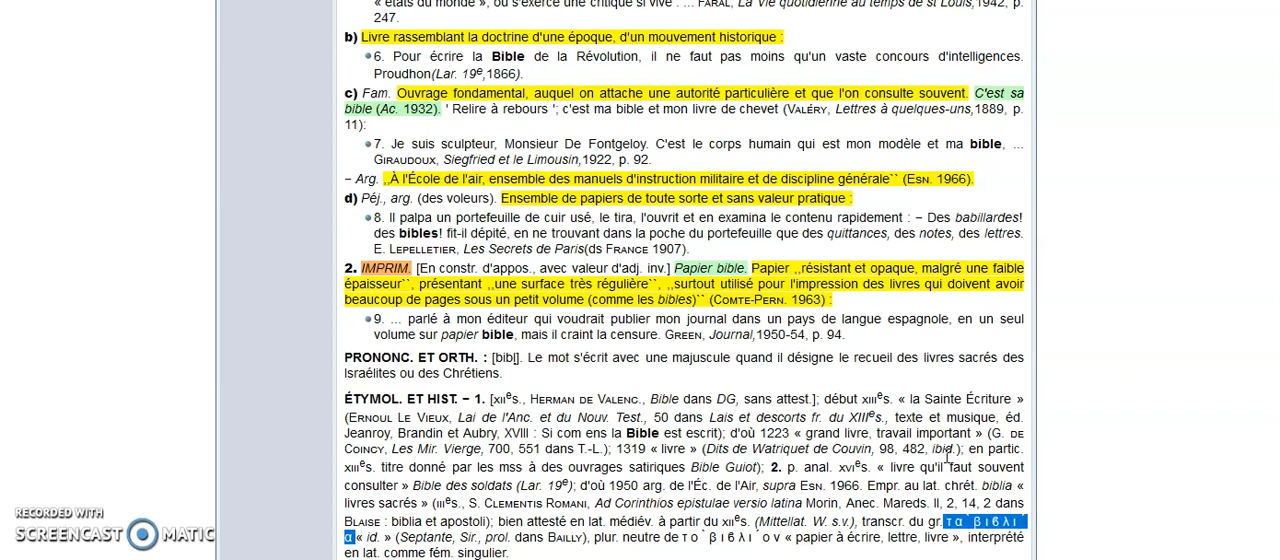 « états du monde », où s'exerce une critique si vive : ... FARAL, La Vie quotidienne au temps de st Louis,1942, p.
247.
b) Livre rassemblant la doctrine d'une époque, d'un mouvement historique :
6. Pour écrire la Bible de la Révolution, il ne faut pas moins qu'un vaste concours d'intelligences.
Proudhon(Lar. 19e,1866).
c) Fam. Ouvrage fondamental, auquel on attache une autorité particulière et que l'on consulte souvent. C'est sa
bible (Ac. 1932). ' Relire à rebours '; c'est ma bible et mon livre de chevet (VALÉRY, Lettres à quelques-uns,1889, p.
11):
7. Je suis sculpteur, Monsieur De Fontgeloy. C'est le corps humain qui est mon modèle et ma bible, ...
GIRAUDOUX, Siegfried et le Limousin,1922, p. 92.
− Arg. ,,À l'École de l'air, ensemble des manuels d'instruction militaire et de discipline générale`` (ESN. 1966).
d) Péj., arg. (des voleurs). Ensemble de papiers de toute sorte et sans valeur pratique :
8. Il palpa un portefeuille de cuir usé, le tira, l'ouvrit et en examina le contenu rapidement : − Des babillardes!
des bibles! fit-il dépité, en ne trouvant dans la poche du portefeuille que des quittances, des notes, des lettres.
E. LEPELLETIER, Les Secrets de Paris(ds FRANCE 1907).
2. IMPRIM. [En constr. d'appos., avec valeur d'adj. inv.] Papier bible. Papier ,,résistant et opaque, malgré une faible
épaisseur``, présentant ,,une surface très régulière``, ,,surtout utilisé pour l'impression des livres qui doivent avoir
beaucoup de pages sous un petit volume (comme les bibles)`` (COMTE-PERN. 1963) :
9. ... parlé à mon éditeur qui voudrait publier mon journal dans un pays de langue espagnole, en un seul
volume sur papier bible, mais il craint la censure. GREEN, Journal,1950-54, p. 94.
PRONONC. ET ORTH. : [bibl̥]. Le mot s'écrit avec une majuscule quand il désigne le recueil des livres sacrés des
Israélites ou des Chrétiens.
ÉTYMOL. ET HIST. − 1. [XIIes., HERMAN DE VALENC., Bible dans DG, sans attest.]; début XIIIes. « la Sainte Écriture »
(ERNOUL LE VIEUX, Lai de l'Anc. et du Nouv. Test., 50 dans Lais et descorts fr. du XIIIes., texte et musique, éd.
Jeanroy, Brandin et Aubry, XVIII : Si com ens la Bible est escrit); d'où 1223 « grand livre, travail important » (G. DE
COINCY, Les Mir. Vierge, 700, 551 dans T.-L.); 1319 « livre » (Dits de Watriquet de Couvin, 98, 482, ibid.); en partic.
XIIIes. titre donné par les mss à des ouvrages satiriques Bible Guiot); 2. p. anal. XVIes. « livre qu'il faut souvent
consulter » Bible des soldats (Lar. 19e); d'où 1950 arg. de l'Éc. de l'Air, supra ESN. 1966. Empr. au lat. chrét. biblia «
livres sacrés » (IIIes., S. CLEMENTIS ROMANI, Ad Corinthios epistulae versio latina Morin, Anec. Mareds. II, 2, 14, 2 dans
BLAISE : biblia et apostoli); bien attesté en lat. médiév. à partir du XIIes. (Mittellat. W. s.v.), transcr. du gr. τ α ` β ι ϐ λ ι ́
α « id. » (Septante, Sir., prol. dans BAILLY), plur. neutre de τ ο ` β ι ϐ λ ι ́ ο ν « papier à écrire, lettre, livre », interprété
en lat. comme fém. singulier.
RECORDED WITH
SCREENCAST MATIC